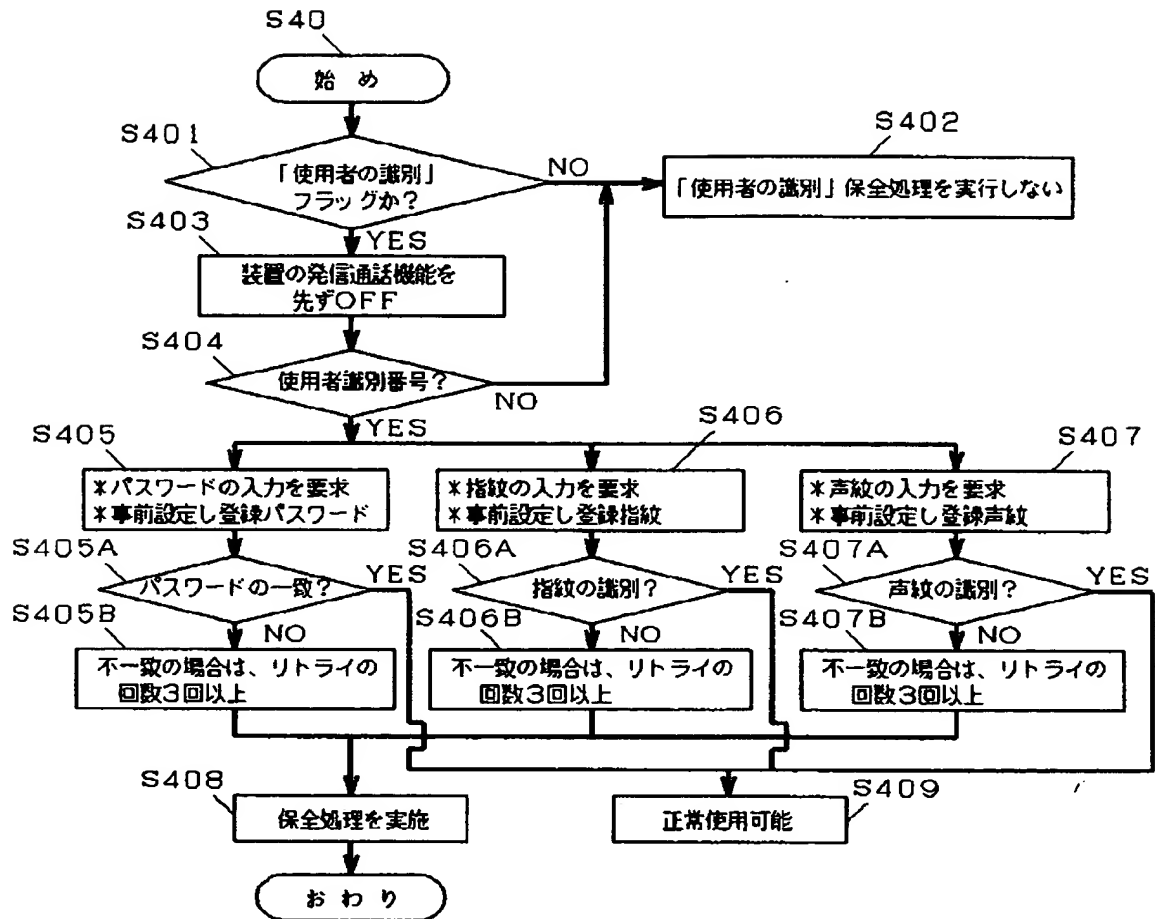 S40
始め
S401
「使用者の識別」
フラッグか?
NO
S402
「使用者の識別」保全処理を実行しない
S403
YES
装置の発信通話機能を
先ずOFF
S404
使用者識別番号?
NO
YES
S405
*パスワードの入力を要求
*事前設定し登録パスワード
S406
*指紋の入力を要求
*事前設定し登録指紋
S407
*声紋の入力を要求
*事前設定し登録声紋
S405A
パスワードの一致?
YES
S406A
指紋の識別?
YES
S407A
声紋の識別?
YES
S405B
NO
不一致の場合は、リトライの
回数3回以上
S406B
NO
不一致の場合は、リトライの
回数3回以上
S407B
NO
不一致の場合は、リトライの
回数3回以上
S408
保全処理を実施
S409
正常使用可能
おわり